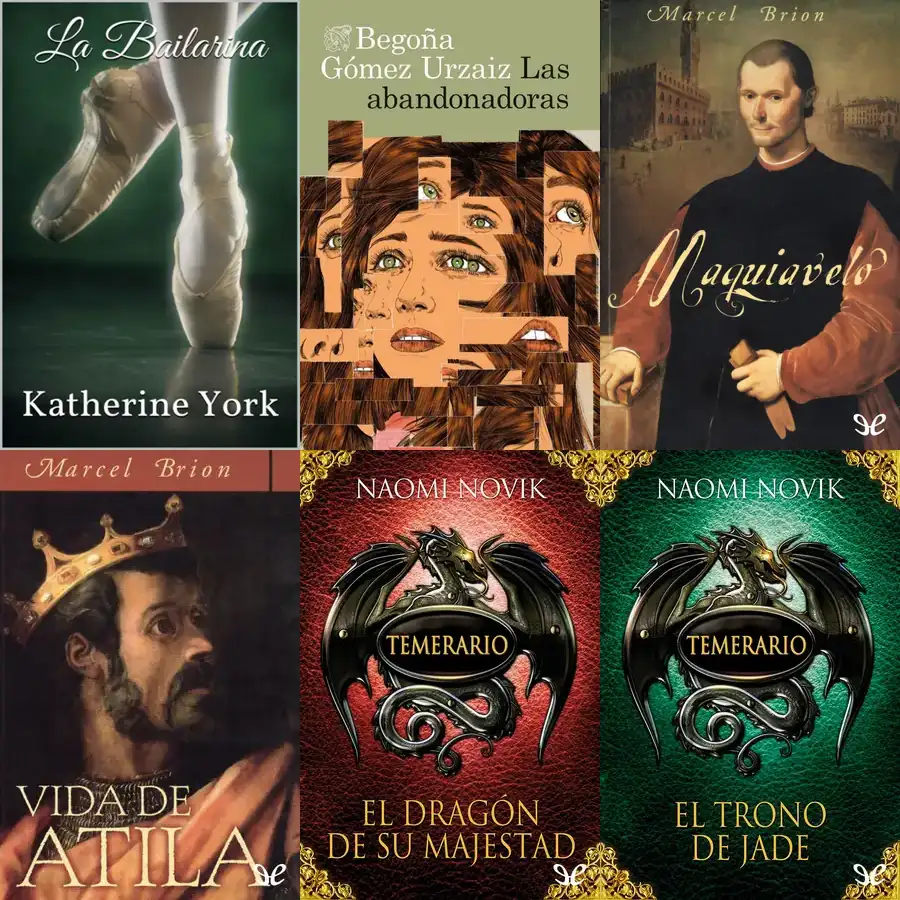 La Bailarina
Katherine York
Begoña
Gómez Urzaiz Las
abandonadoras
Marcel Brion
Maquiavelo
Marcel Brion
VIDA DE
ATILA
NAOMI NOVIK
TEMERARIO
EL DRAGÓN
DE SU MAJESTAD
NAOMI NOVIK
TEMERARIO
EL TRONO
DE JADE